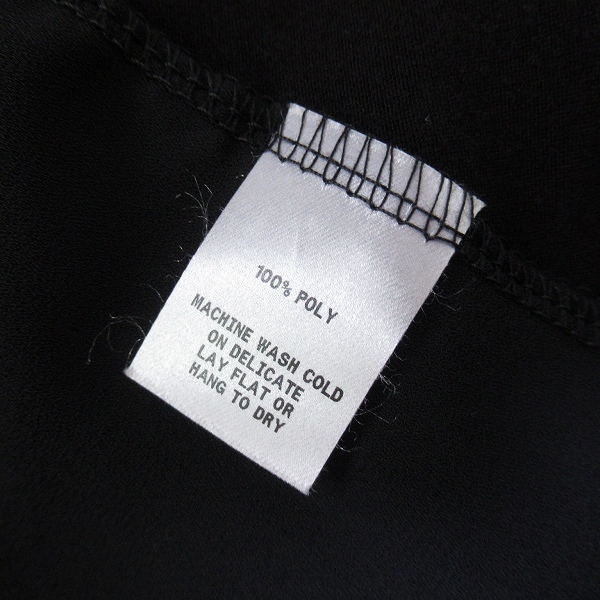 100% POLY
MACHINE WASH COLD
ON DELICATE
LAY FLAT OR
HANG TO DRY